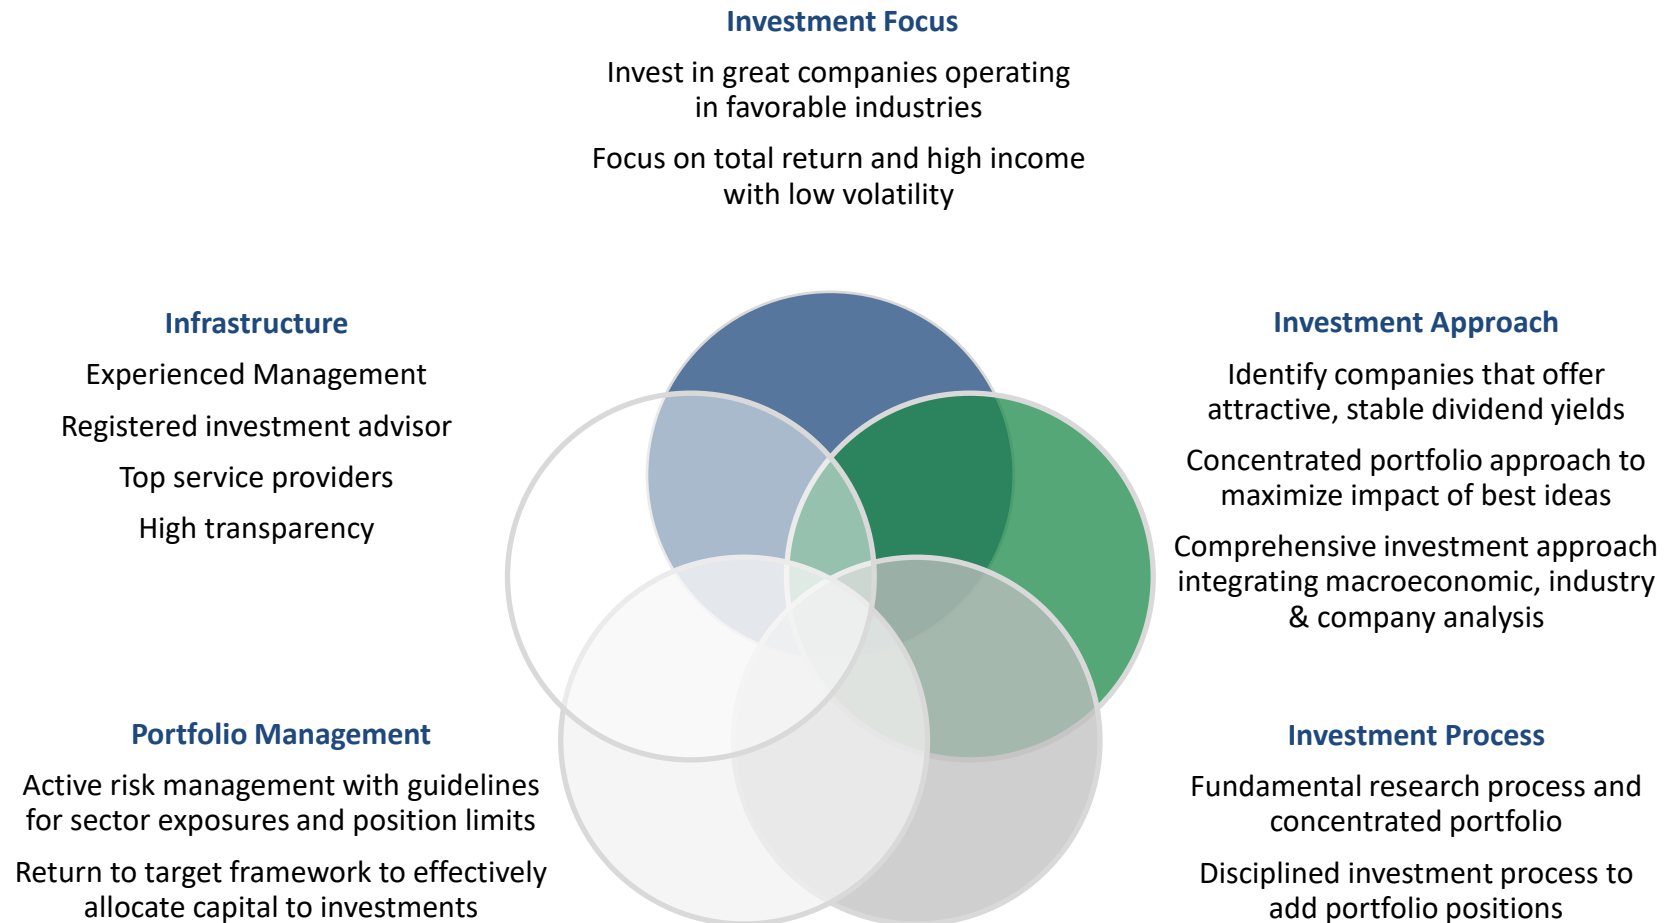 Investment Focus
Invest in great companies operating
in favorable industries
Focus on total return and high income
with low volatility
Infrastructure
Experienced Management
Registered investment advisor
Top service providers
High transparency
Investment Approach
Identify companies that offer
attractive, stable dividend yields
Concentrated portfolio approach to
maximize impact of best ideas
Comprehensive investment approach
integrating macroeconomic, industry
& company analysis
Portfolio Management
Active risk management with guidelines
for sector exposures and position limits
Return to target framework to effectively
allocate capital to investments
Investment Process
Fundamental research process and
concentrated portfolio
Disciplined investment process to
add portfolio positions